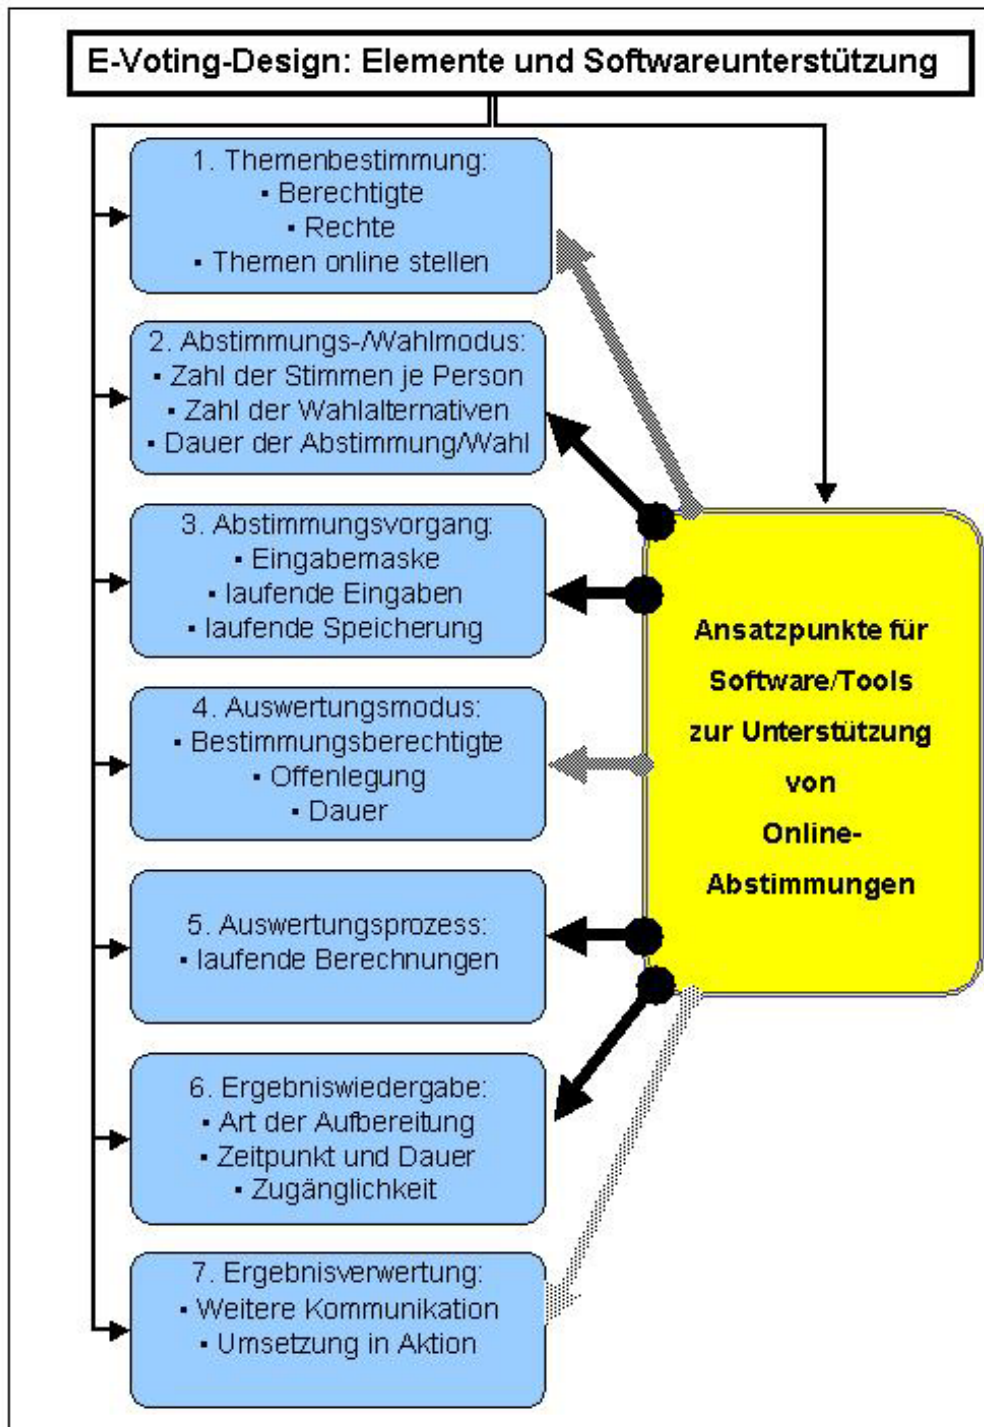 E-Voting-Design: Elemente und Softwareunterstützung
1. Themenbestimmung:
▪ Berechtigte
▪ Rechte
▪ Themen online stellen
2. Abstimmungs-/Wahlmodus:
▪ Zahl der Stimmen je Person
▪ Zahl der Wahlalternativen
▪ Dauer der Abstimmung/Wahl
3. Abstimmungsvorgang:
▪ Eingabemaske
▪ laufende Eingaben
▪ laufende Speicherung
4. Auswertungsmodus:
▪ Bestimmungsberechtigte
▪ Offenlegung
▪ Dauer
5. Auswertungsprozess:
▪ laufende Berechnungen
6. Ergebniswiedergabe:
▪ Art der Aufbereitung
▪ Zeitpunkt und Dauer
▪ Zugänglichkeit
7. Ergebnisverwertung:
▪ Weitere Kommunikation
▪ Umsetzung in Aktion
Ansatzpunkte für
Software/Tools
zur Unterstützung
von
Online-
Abstimmungen